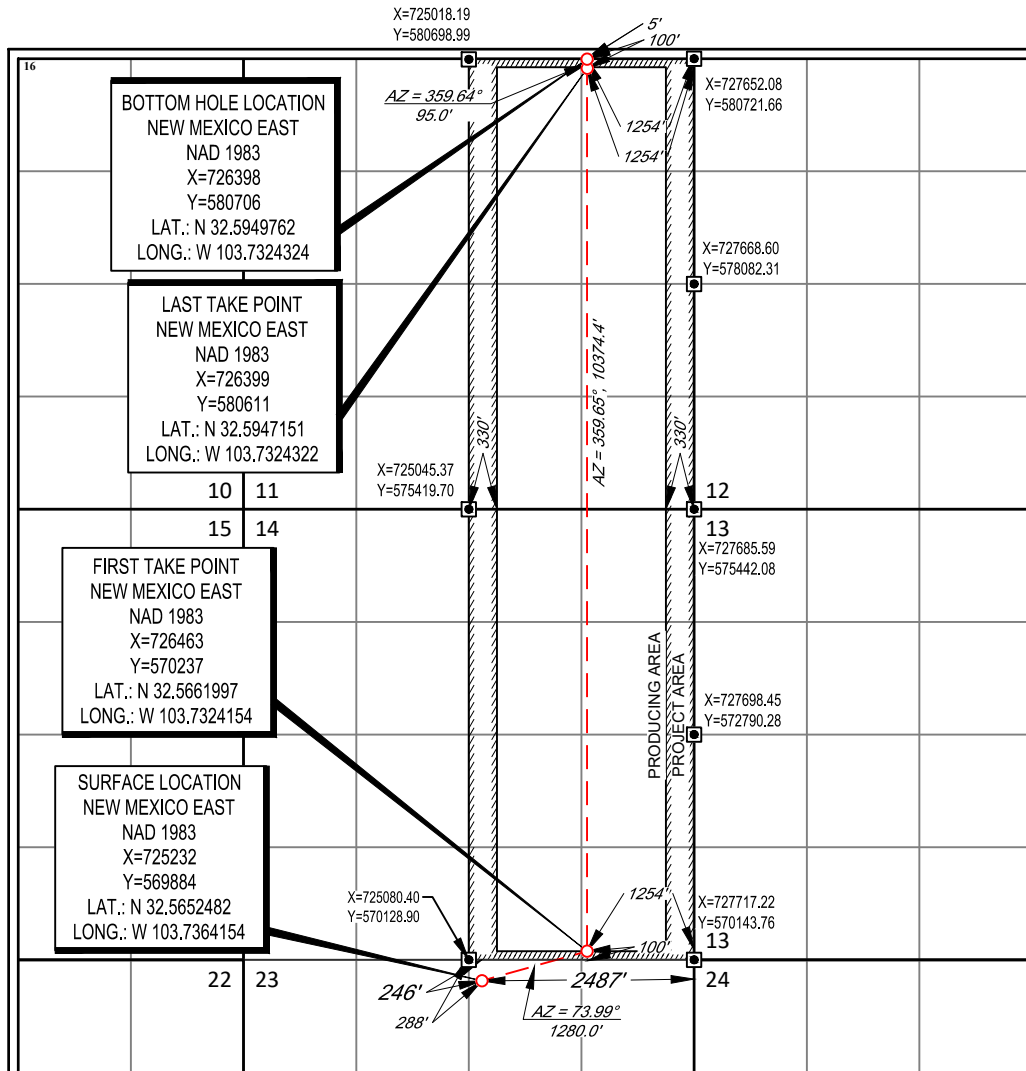 X=725018.19
Y=580698.99
5'
100'
16
BOTTOM HOLE LOCATION
NEW MEXICO EAST
NAD 1983
X=726398
Y=580706
LAT.: N 32.5949762
LONG.: W 103.7324324
AZ = 359.64°
95.0'
X=727652.08
Y=580721.66
1254'
1254'
X=727668.60
Y=578082.31
LAST TAKE POINT
NEW MEXICO EAST
NAD 1983
X=726399
Y=580611
LAT.: N 32.5947151
LONG.: W 103.7324322
AZ = 359.65°, 10374.4'
330'
330'
X=725045.37
Y=575419.70
10 11
12
15 14
13
X=727685.59
Y=575442.08
FIRST TAKE POINT
NEW MEXICO EAST
NAD 1983
X=726463
Y=570237
LAT.: N 32.5661997
LONG.: W 103.7324154
PRODUCING AREA
PROJECT AREA
X=727698.45
Y=572790.28
SURFACE LOCATION
NEW MEXICO EAST
NAD 1983
X=725232
Y=569884
LAT.: N 32.5652482
LONG.: W 103.7364154
X=725080.40
Y=570128.90
1254'
X=727717.22
Y=570143.76
100'
13
22 23
246'
2487'
24
288'
AZ = 73.99°
1280.0'